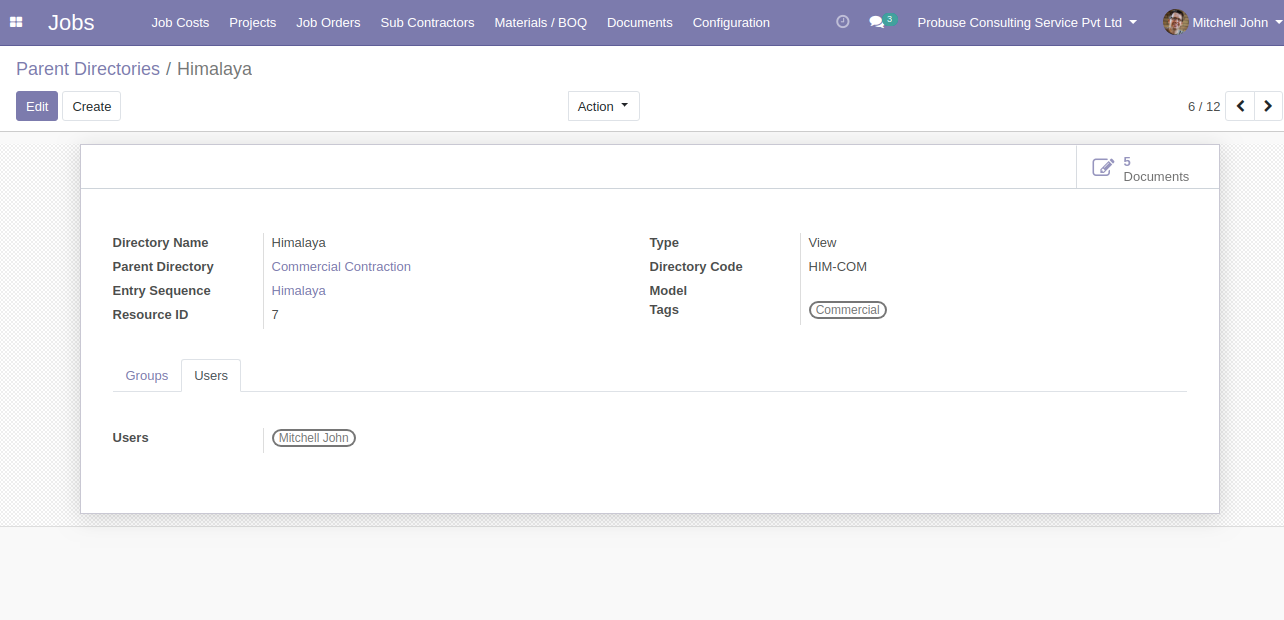 Jobs Job Costs Projects Job Orders Sub Contractors Materials / BOQ Documents Configuration 3 Probuse Consulting Service Pvt Ltd Mitchell John
Parent Directories / Himalaya
Edit Create Action 6 / 12
5
Documents
Directory Name Himalaya Type View
Parent Directory Commercial Contraction Directory Code HIM-COM
Entry Sequence Himalaya Model
Resource ID 7 Tags Commercial
Groups Users
Users Mitchell John